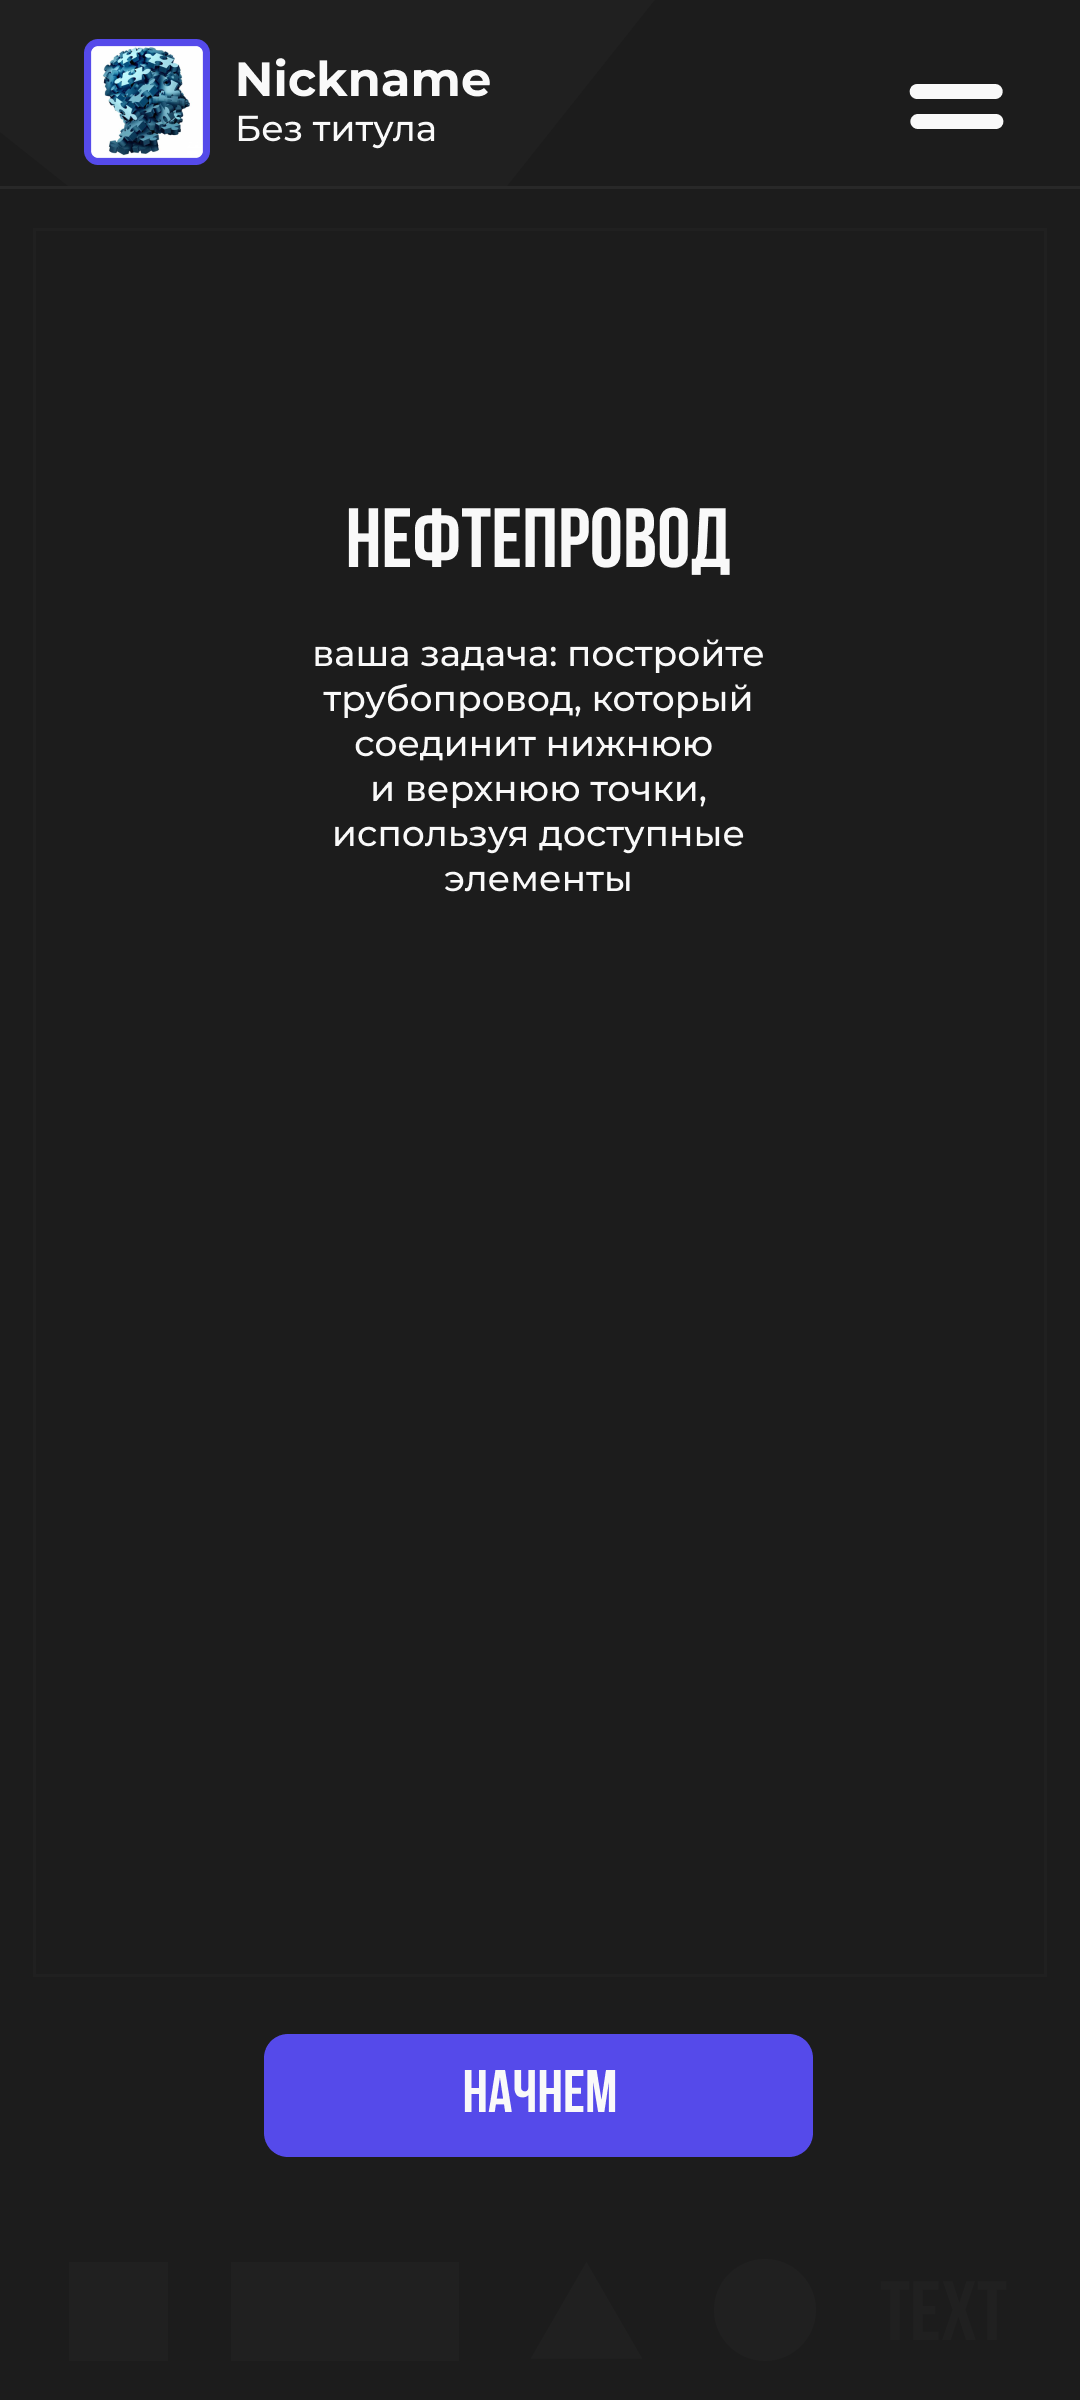 Nickname
Без титула
НЕФТЕПРОВОД
ваша задача: постройте
трубопровод, который
соединит нижнюю
и верхнюю точки,
используя доступные
элементы
НАЧНЕМ
TEXT